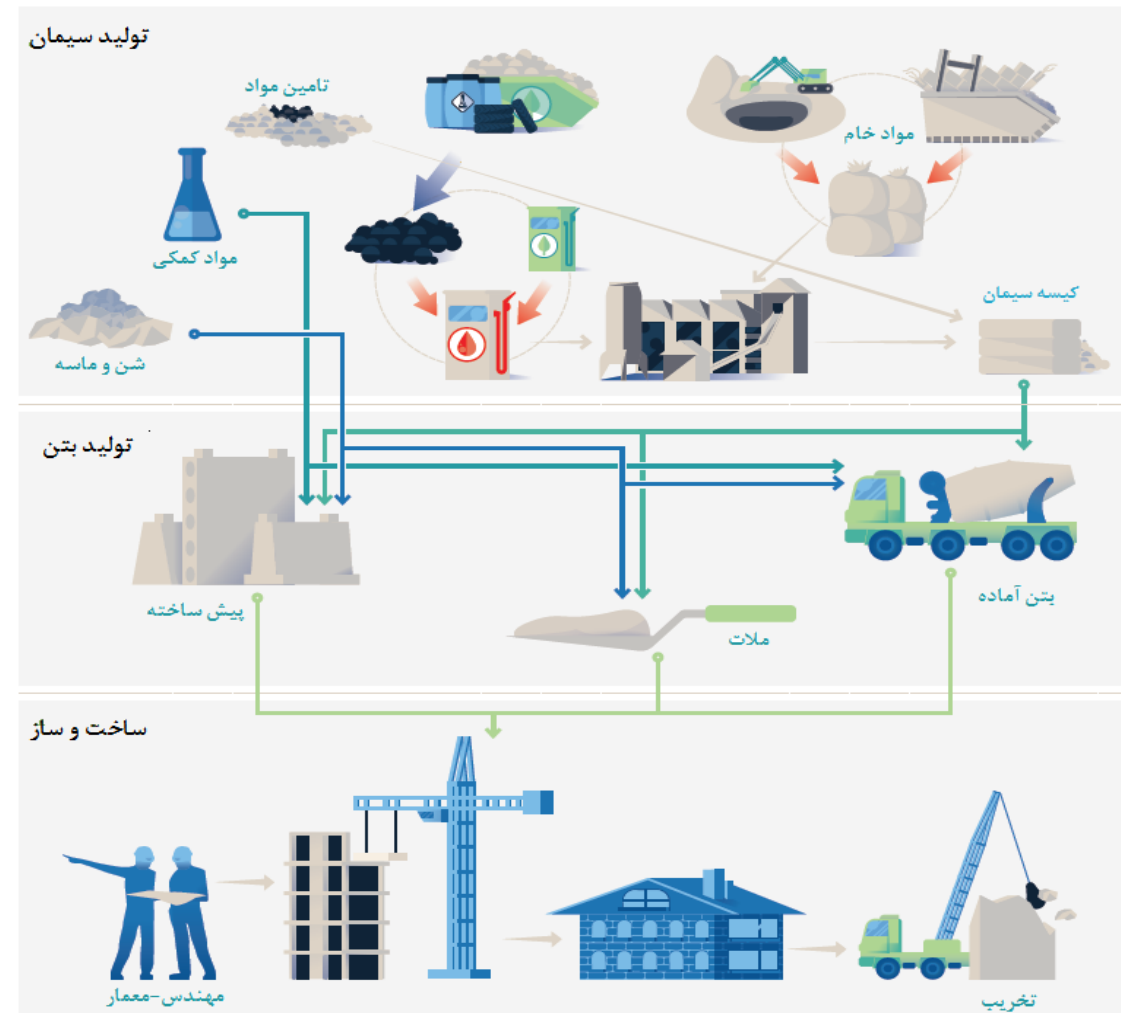 تولید سیمان
تامین مواد
مواد خام
مواد کمکی
کیسه سیمان
شن و ماسه
تولید بتن
پیش ساخته
بتن آماده
ملات
ساخت و ساز
مهندس-معمار
تخریب